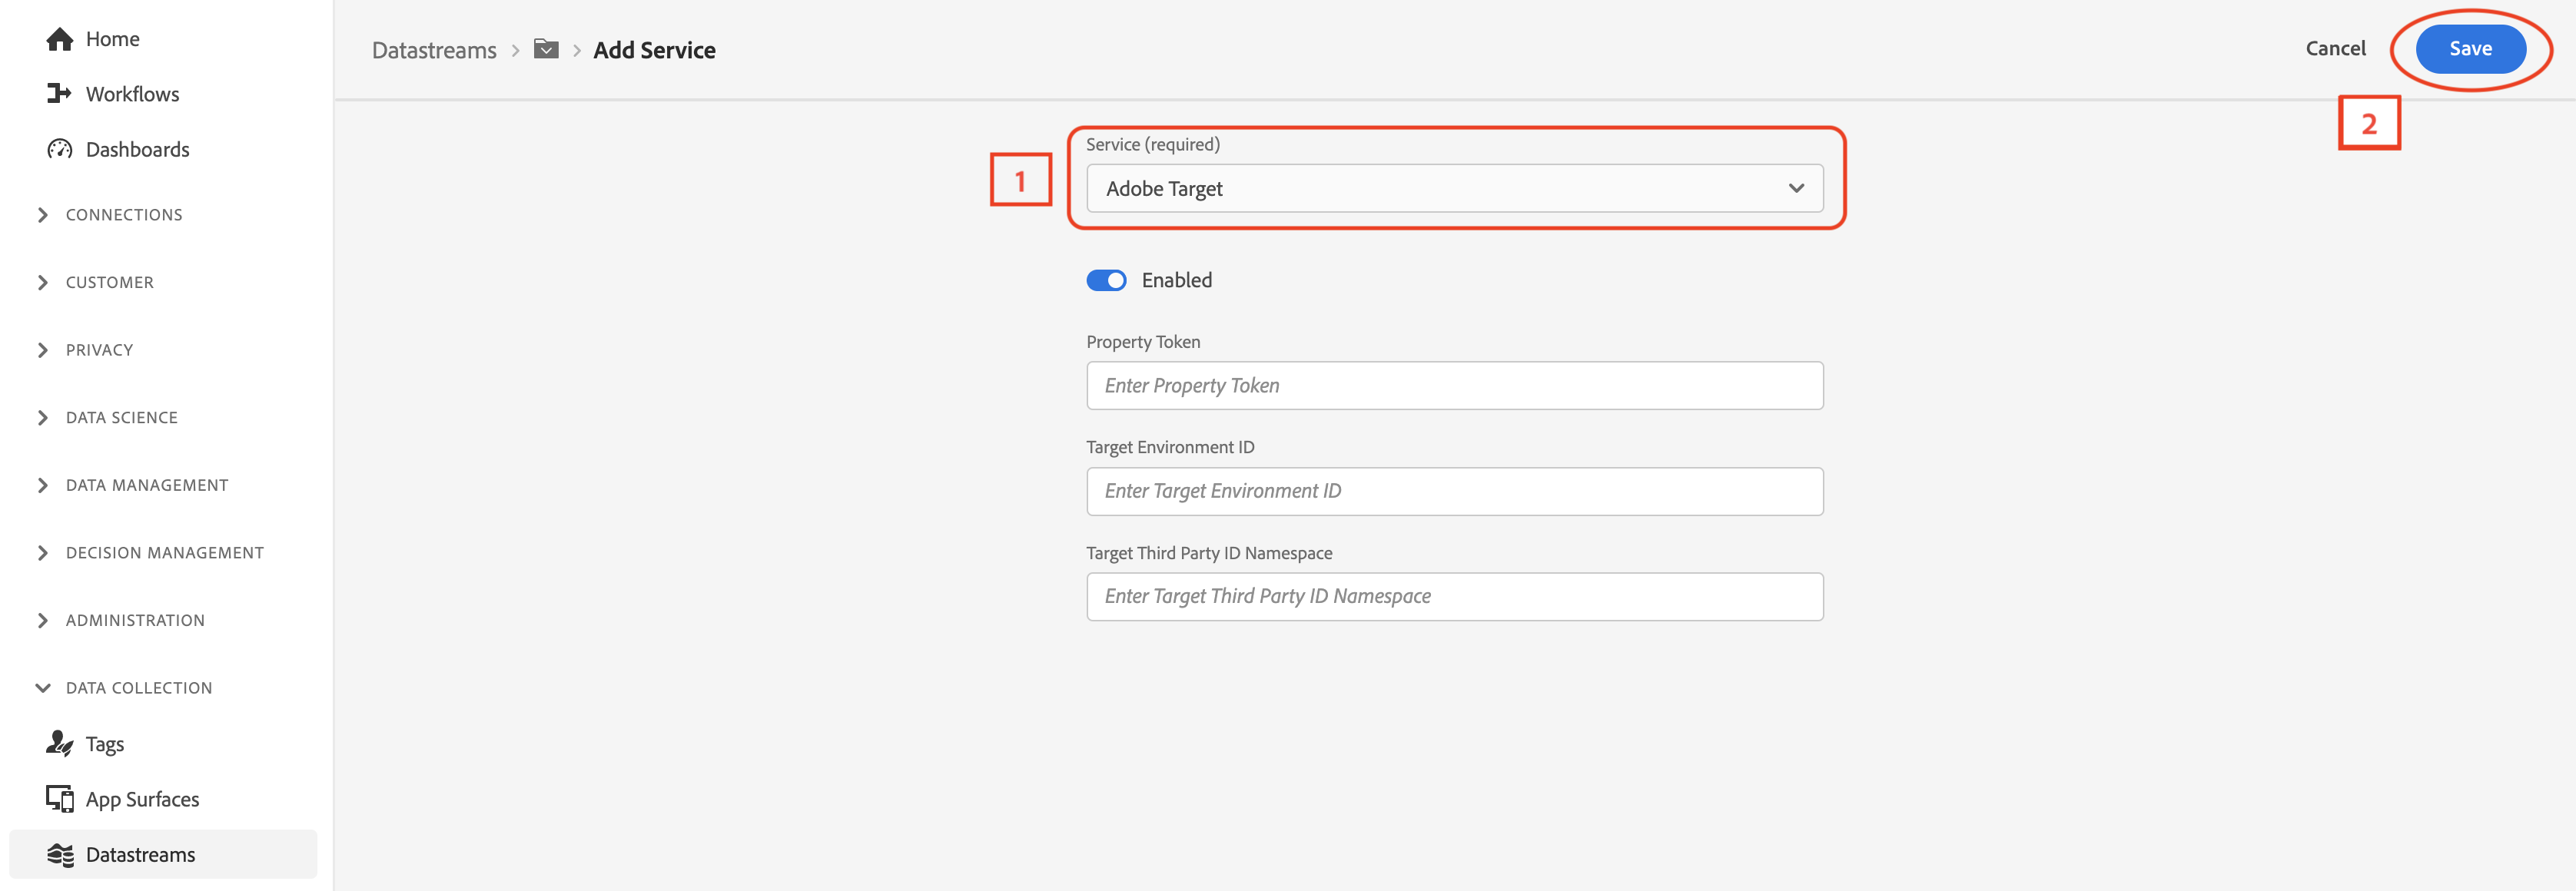 Home
Workflows
Dashboards
CONNECTIONS
CUSTOMER
PRIVACY
DATA SCIENCE
DATA MANAGEMENT
DECISION MANAGEMENT
ADMINISTRATION
DATA COLLECTION
Tags
App Surfaces
Datastreams
Datastreams > > Add Service
Cancel
Save
2
1
Service (required)
Adobe Target
Enabled
Property Token
Enter Property Token
Target Environment ID
Enter Target Environment ID
Target Third Party ID Namespace
Enter Target Third Party ID Namespace